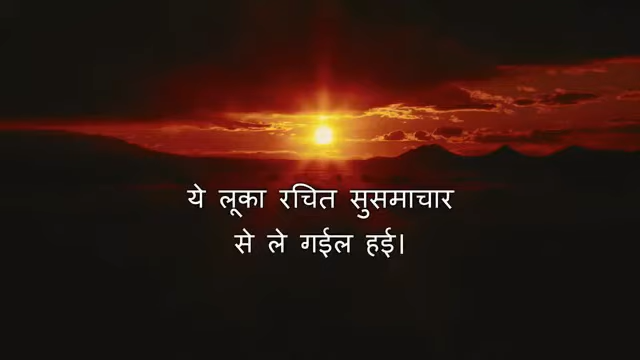 ये लूका रचित सुसमाचार
से ले गईल हई।